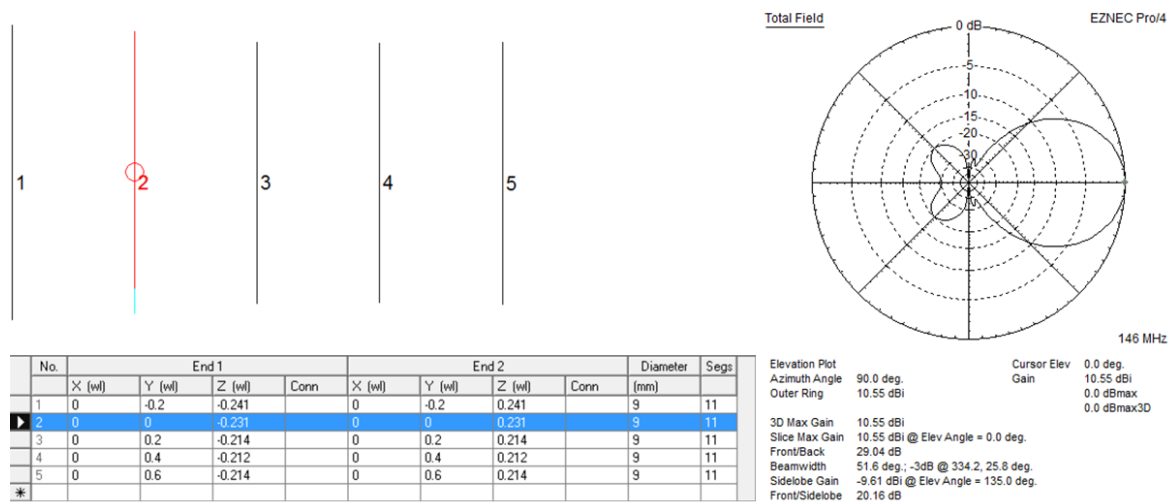 1
2
3
4
5
Total Field
EZNEC Pro/4
0 dB
-5
-10
-15
-20
-30
146 MHz
No. End 1 End 2 Diameter Segs
X (wl) Y (wl) Z (wl) Conn X (wl) Y (wl) Z (wl) Conn (mm)
1 0 -0.2 -0.241 0 -0.2 0.241 9 11
2 0 0 -0.231 0 0 0.231 9 11
3 0 0.2 -0.214 0 0.2 0.214 9 11
4 0 0.4 -0.212 0 0.4 0.212 9 11
5 0 0.6 -0.214 0 0.6 0.214 9 11
*
Elevation Plot Cursor Elev 0.0 deg.
Azimuth Angle 90.0 deg. Gain 10.55 dBi
Outer Ring 10.55 dBi 0.0 dBmax
0.0 dBmax3D
3D Max Gain 10.55 dBi
Slice Max Gain 10.55 dBi @ Elev Angle = 0.0 deg.
Front/Back 29.04 dB
Beamwidth 51.6 deg.; -3dB @ 334.2, 25.8 deg.
Sidelobe Gain -9.61 dBi @ Elev Angle = 135.0 deg.
Front/Sidelobe 20.16 dB